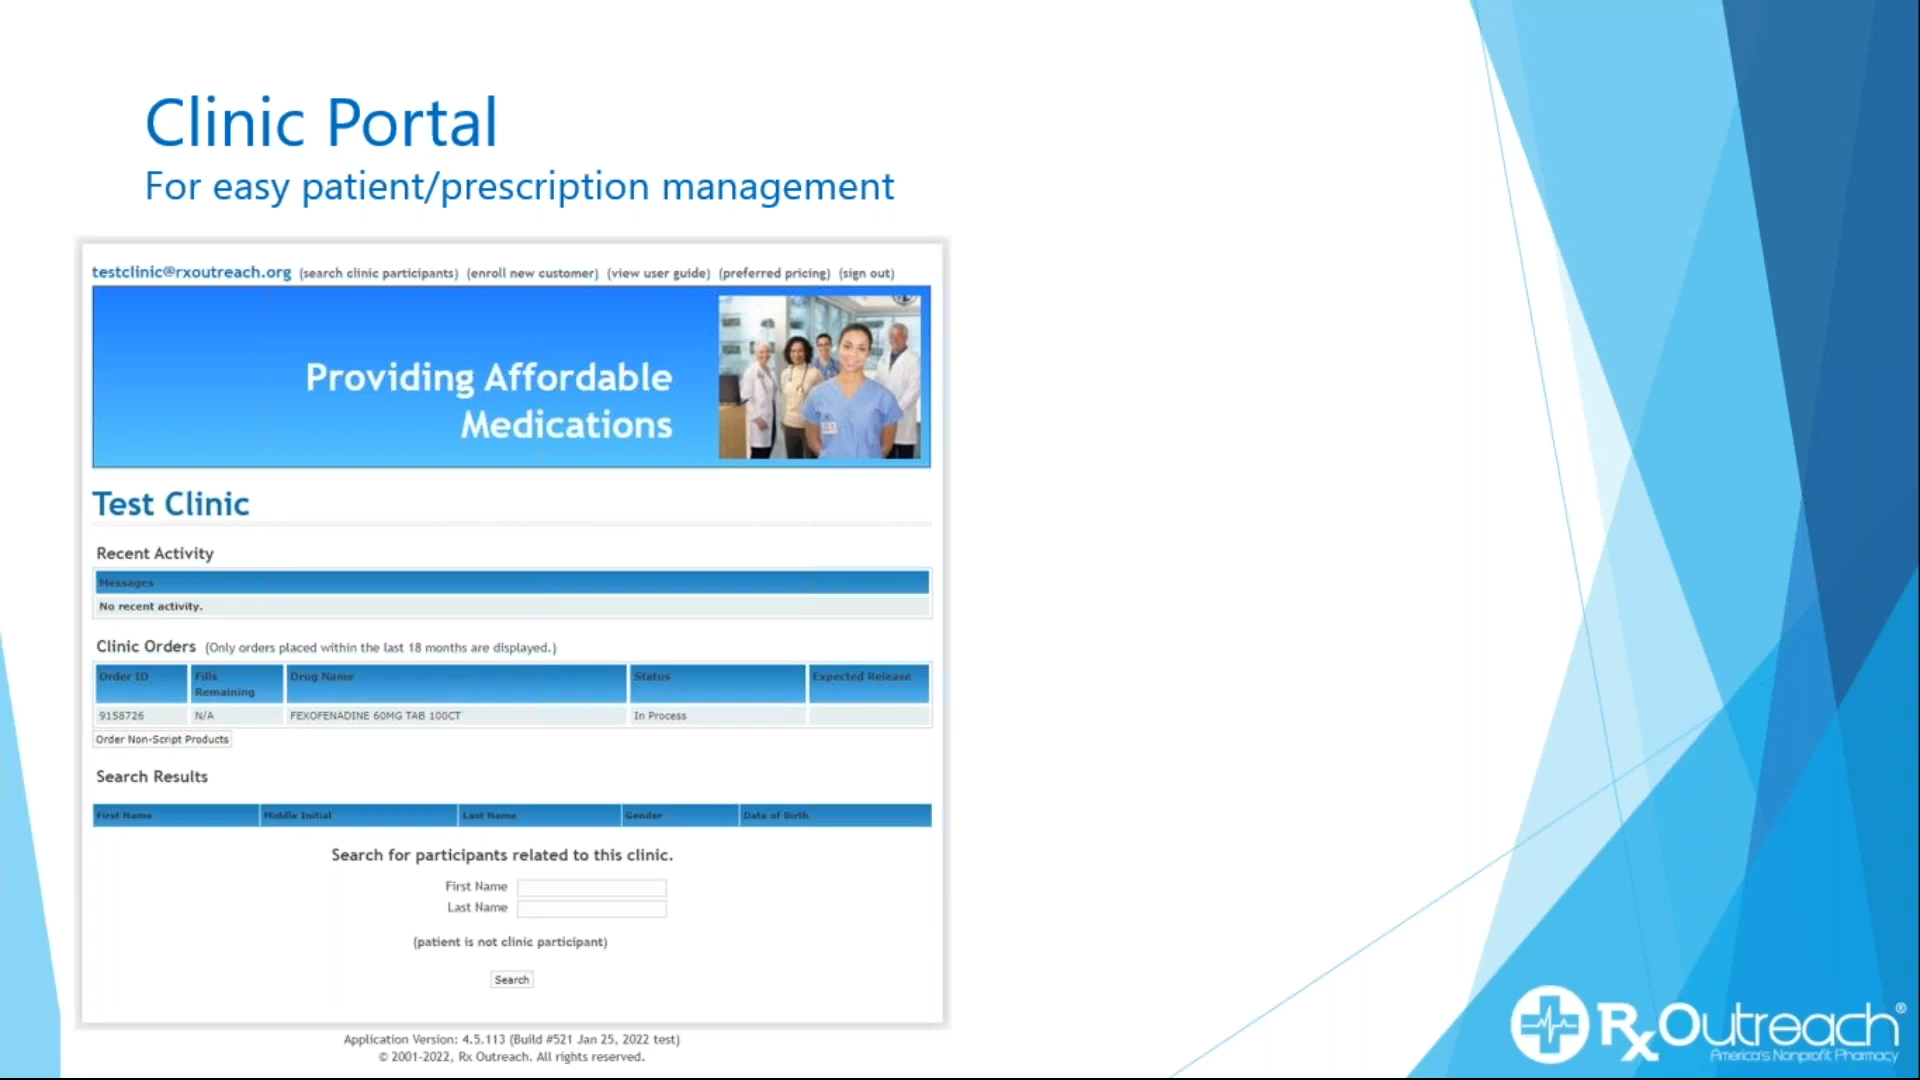 Clinic Portal
For easy patient/prescription management
testclinic@rxoutreach.org (search clinic participants) (enroll new customer) (view user guide) (preferred pricing) (sign out)
Providing Affordable
Medications
Test Clinic
Recent Activity
Messages
No recent activity.
Clinic Orders (Only orders placed within the last 18 months are displayed.)
Order ID Fills Remaining Drug Name Status Expected Release
9158726 N/A FEXOFENADINE 60MG TAB 100CT In Process
Order Non-Script Products
Search Results
First Name Middle Initial Last Name Gender Date of Birth
Search for participants related to this clinic.
First Name
Last Name
(patient is not clinic participant)
Search
Application Version: 4.5.113 (Build #521 Jan 25, 2022 test)
© 2001-2022, Rx Outreach. All rights reserved.
RxOutreach®
America's Nonprofit Pharmacy